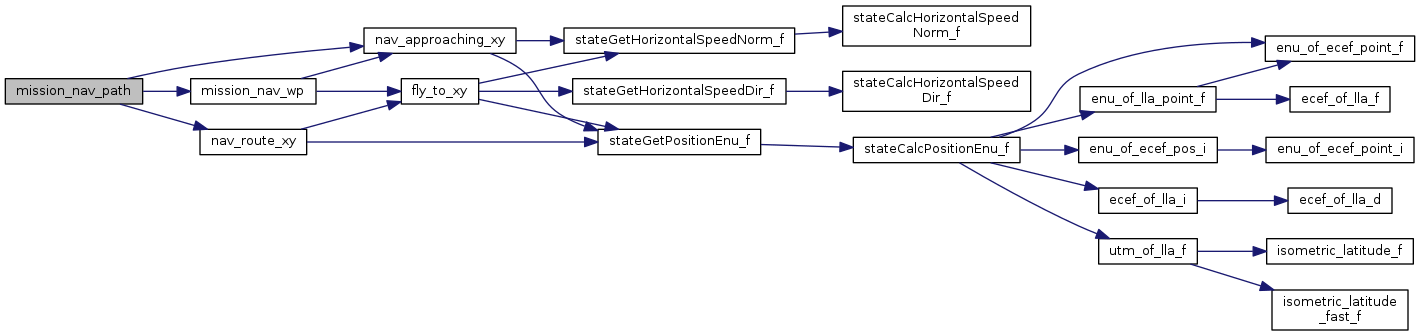 mission_nav_path
nav_approaching_xy
mission_nav_wp
nav_route_xy
fly_to_xy
stateGetHorizontalSpeedNorm_f
stateGetHorizontalSpeedDir_f
stateGetPositionEnu_f
stateCalcHorizontalSpeed
Norm_f
stateCalcHorizontalSpeed
Dir_f
stateCalcPositionEnu_f
enu_of_lla_point_f
enu_of_ecef_pos_i
ecef_of_lla_i
utm_of_lla_f
enu_of_ecef_point_f
ecef_of_lla_f
enu_of_ecef_point_i
ecef_of_lla_d
isometric_latitude_f
isometric_latitude
_fast_f